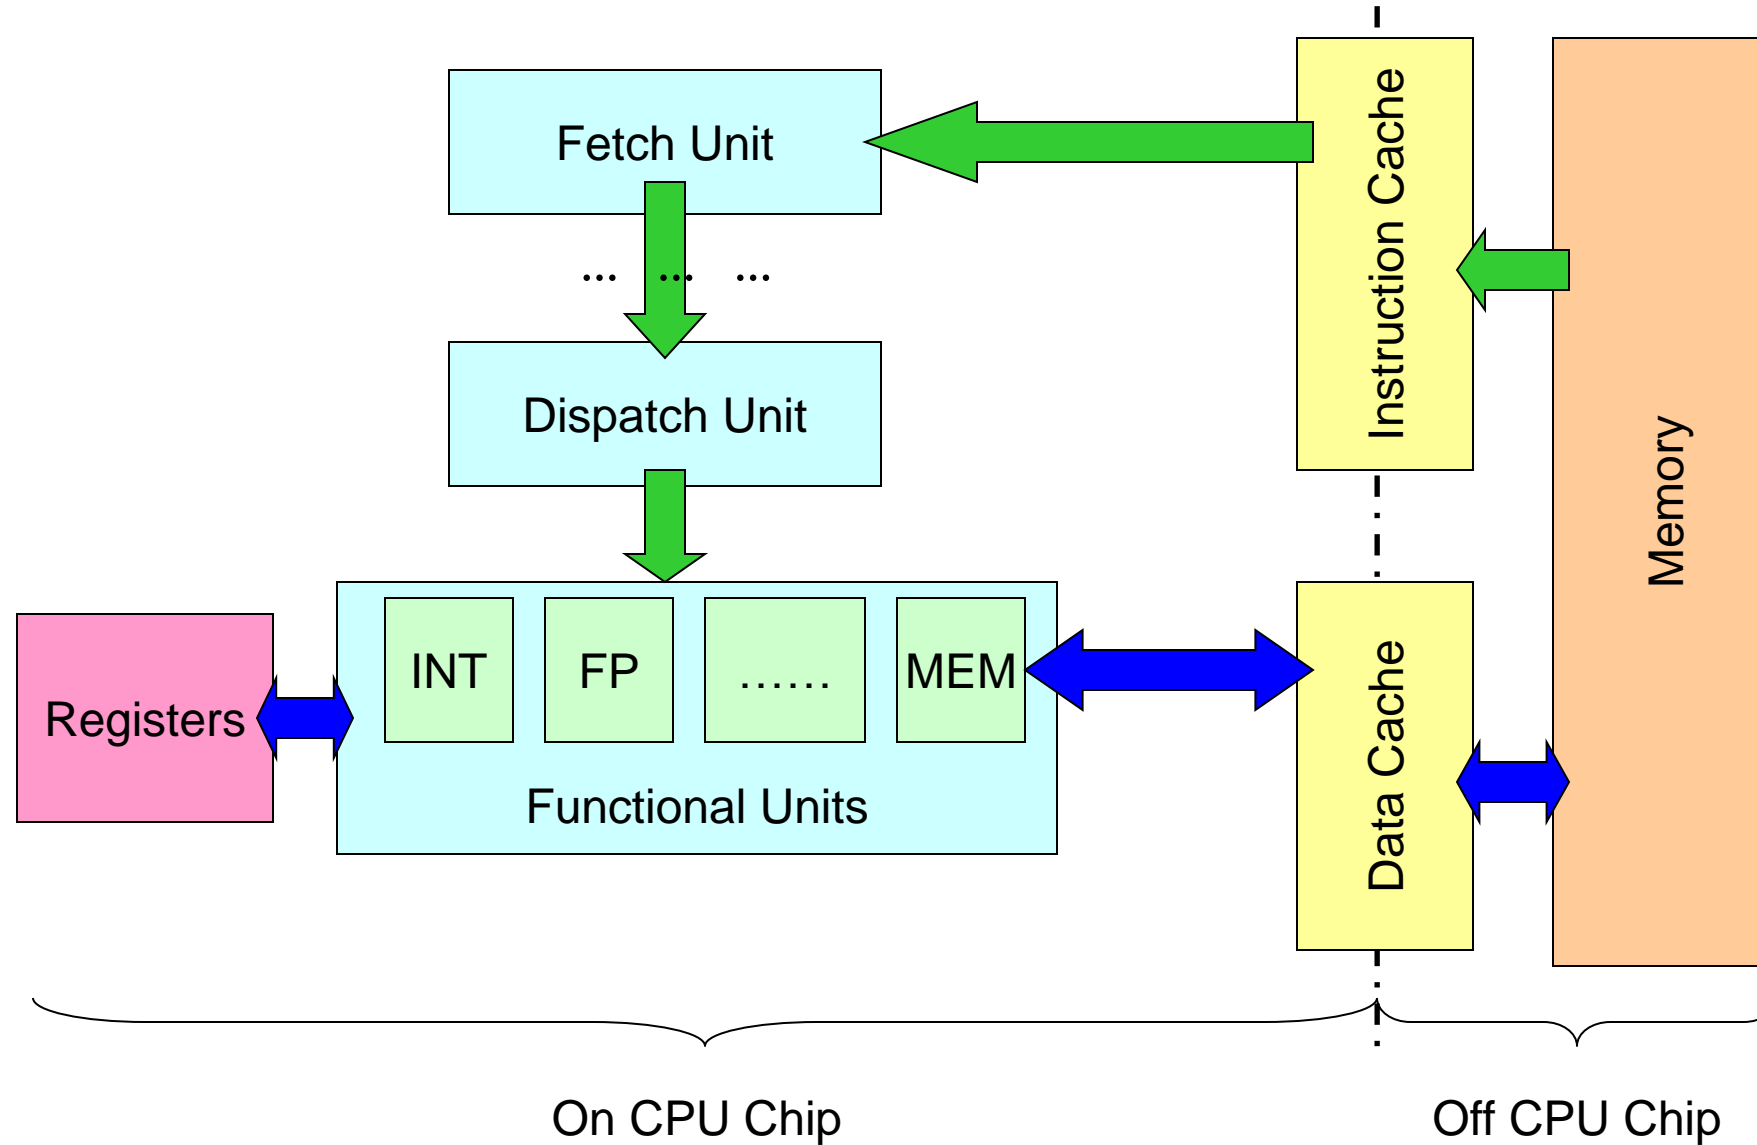 Fetch Unit
Instruction Cache
... ... ...
Dispatch Unit
Memory
INT
FP
......
MEM
Registers
Data Cache
Functional Units
On CPU Chip
Off CPU Chip